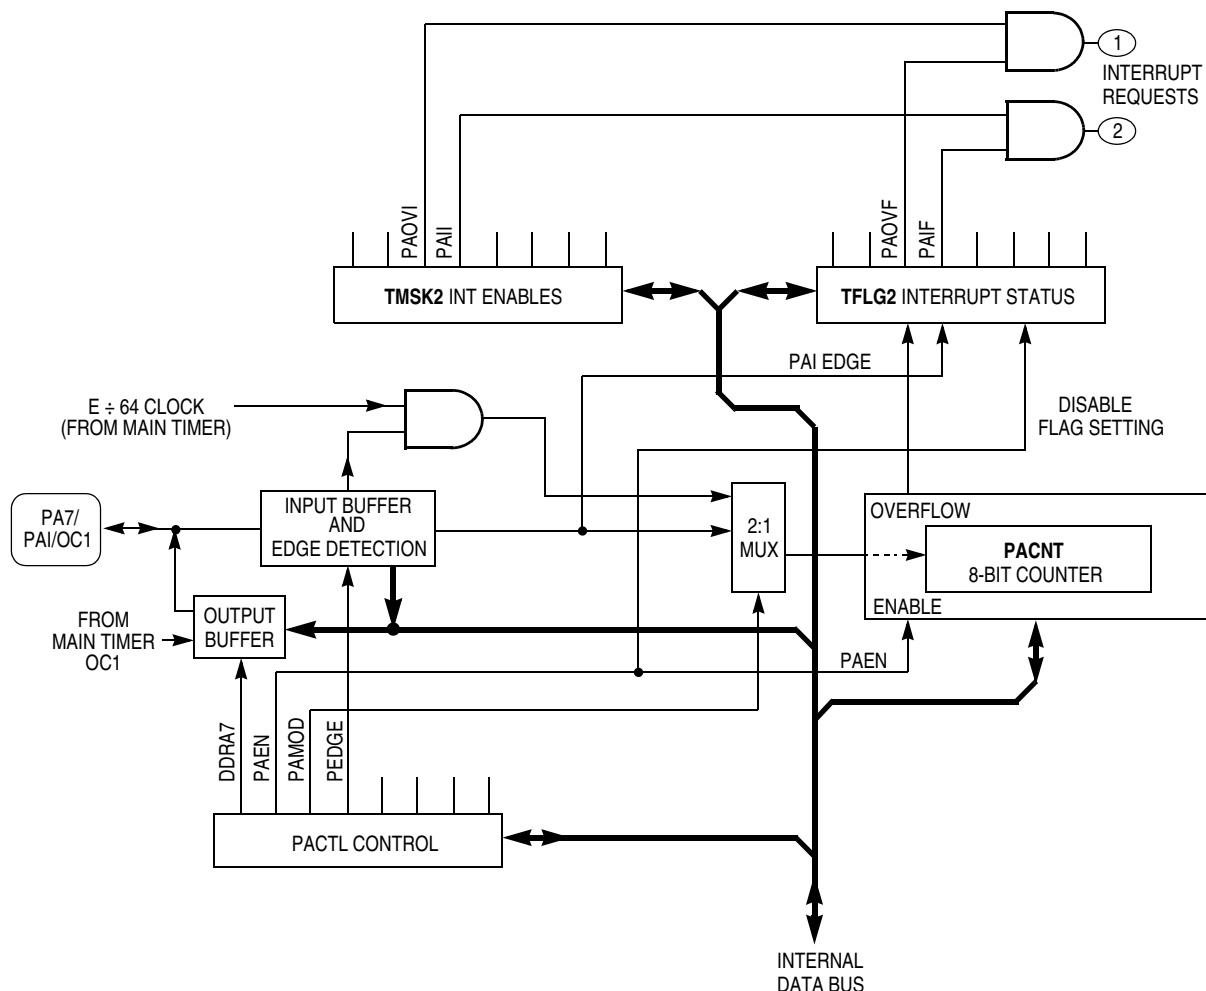 1
INTERRUPT
REQUESTS
2
PAOVI
PAII
PAOVF
PAIF
TMSK2 INT ENABLES
TFLG2 INTERRUPT STATUS
PAI EDGE
E ÷ 64 CLOCK
(FROM MAIN TIMER)
DISABLE
FLAG SETTING
PA7/
PAI/OC1
INPUT BUFFER
AND
EDGE DETECTION
2:1
MUX
OVERFLOW
PACNT
8-BIT COUNTER
ENABLE
FROM
MAIN TIMER
OC1
OUTPUT
BUFFER
PAEN
DDRA7
PAEN
PAMOD
PEDGE
PACTL CONTROL
INTERNAL
DATA BUS